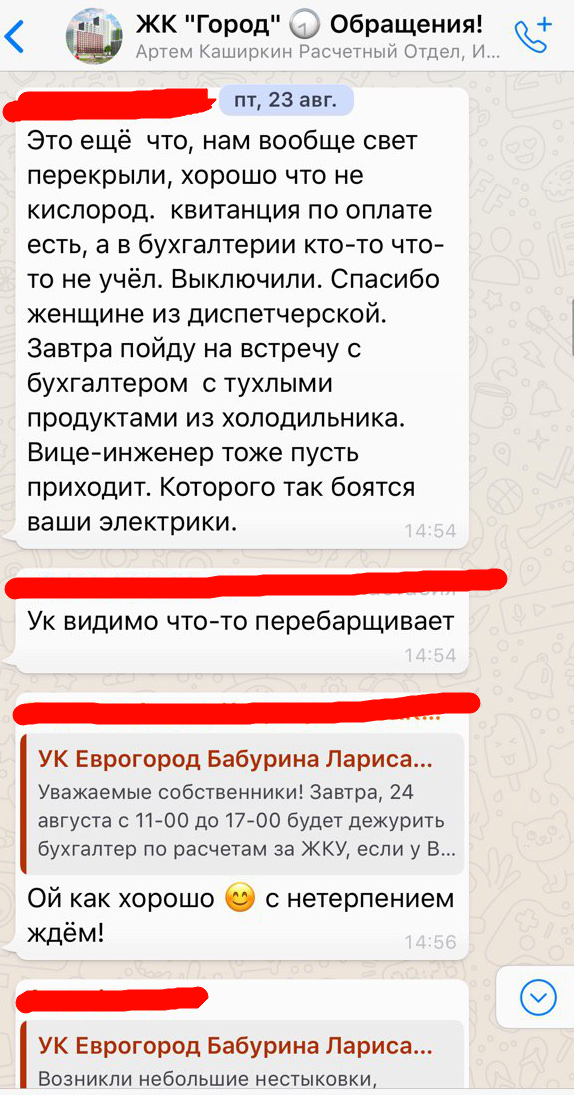 ЖК "Город" 🕢 Обращения!
Артем Каширкин Расчетный Отдел, И...
пт, 23 авг.
Это ещё что, нам вообще свет
перекрыли, хорошо что не
кислород. квитанция по оплате
есть, а в бухгалтерии кто-то что-
то не учёл. Выключили. Спасибо
женщине из диспетчерской.
Завтра пойду на встречу с
бухгалтером с тухлыми
продуктами из холодильника.
Вице-инженер тоже пусть
приходит. Которого так боятся
ваши электрики.
14:54
Ук видимо что-то перебарщивает
14:54
УК Еврогород Бабурина Лариса...
Уважаемые собственники! Завтра, 24
августа с 11-00 до 17-00 будет дежурить
бухгалтер по расчетам за ЖКУ, если у В...
Ой как хорошо 😊 с нетерпением
ждём!
14:56
УК Еврогород Бабурина Лариса...
Возникли небольшие нестыковки,